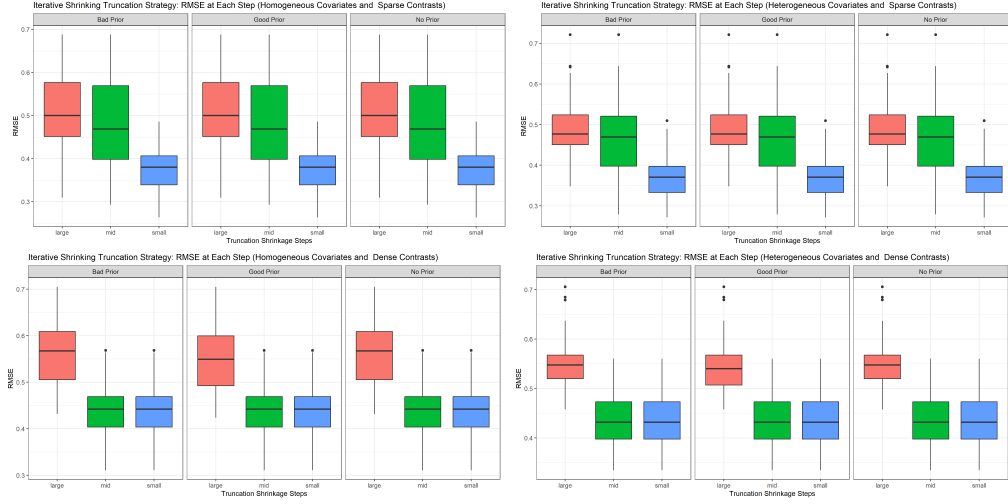 Iterative Shrinking Truncation Strategy: RMSE at Each Step (Homogeneous Covariates and  Sparse Contrasts)
Bad Prior Good Prior No Prior
0.7
0.6
0.5
0.4
0.3
RMSE
large mid small large mid small large mid small
Truncation Shrinkage Steps
Iterative Shrinking Truncation Strategy: RMSE at Each Step (Heterogeneous Covariates and  Sparse Contrasts)
Bad Prior Good Prior No Prior
0.7
0.6
0.5
0.4
0.3
RMSE
large mid small large mid small large mid small
Truncation Shrinkage Steps
Iterative Shrinking Truncation Strategy: RMSE at Each Step (Homogeneous Covariates and  Dense Contrasts)
Bad Prior Good Prior No Prior
0.7
0.6
0.5
0.4
0.3
RMSE
large mid small large mid small large mid small
Truncation Shrinkage Steps
Iterative Shrinking Truncation Strategy: RMSE at Each Step (Heterogeneous Covariates and  Dense Contrasts)
Bad Prior Good Prior No Prior
0.7
0.6
0.5
0.4
RMSE
large mid small large mid small large mid small
Truncation Shrinkage Steps